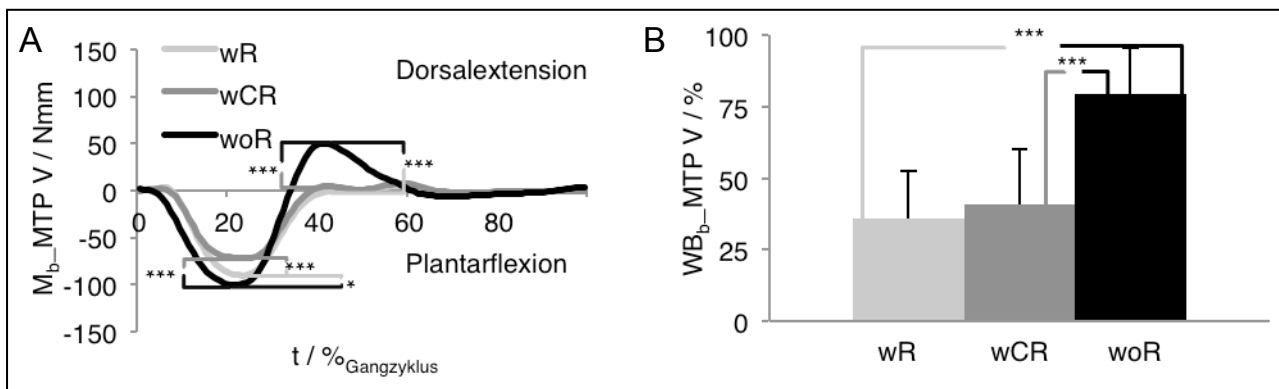 A
M_b_MTP V / Nmm
150
100
50
0
-50
-100
-150
wR
wCR
woR
Dorsalextension
***
***
0
20
40
60
80
***
***
*
Plantarflexion
t / %Gangzyklus
B
WB_b_MTP V / %
100
75
50
25
0
***
***
wR
wCR
woR